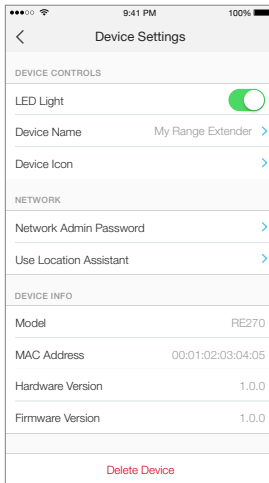 9:41 PM 100%
Device Settings
DEVICE CONTROLS
LED Light
Device Name My Range Extender
Device Icon
NETWORK
Network Admin Password
Use Location Assistant
DEVICE INFO
Model RE270
MAC Address 00:01:02:03:04:05
Hardware Version 1.0.0
Firmware Version 1.0.0
Delete Device